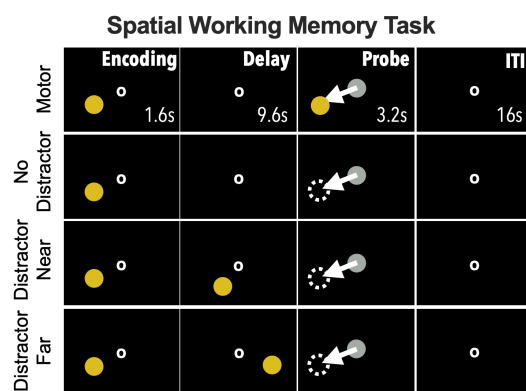 Spatial Working Memory Task
Encoding
Delay
Probe
ITI
Motor
1.6s
9.6s
3.2s
16s
No
Distractor
Distractor
Near
Distractor
Far